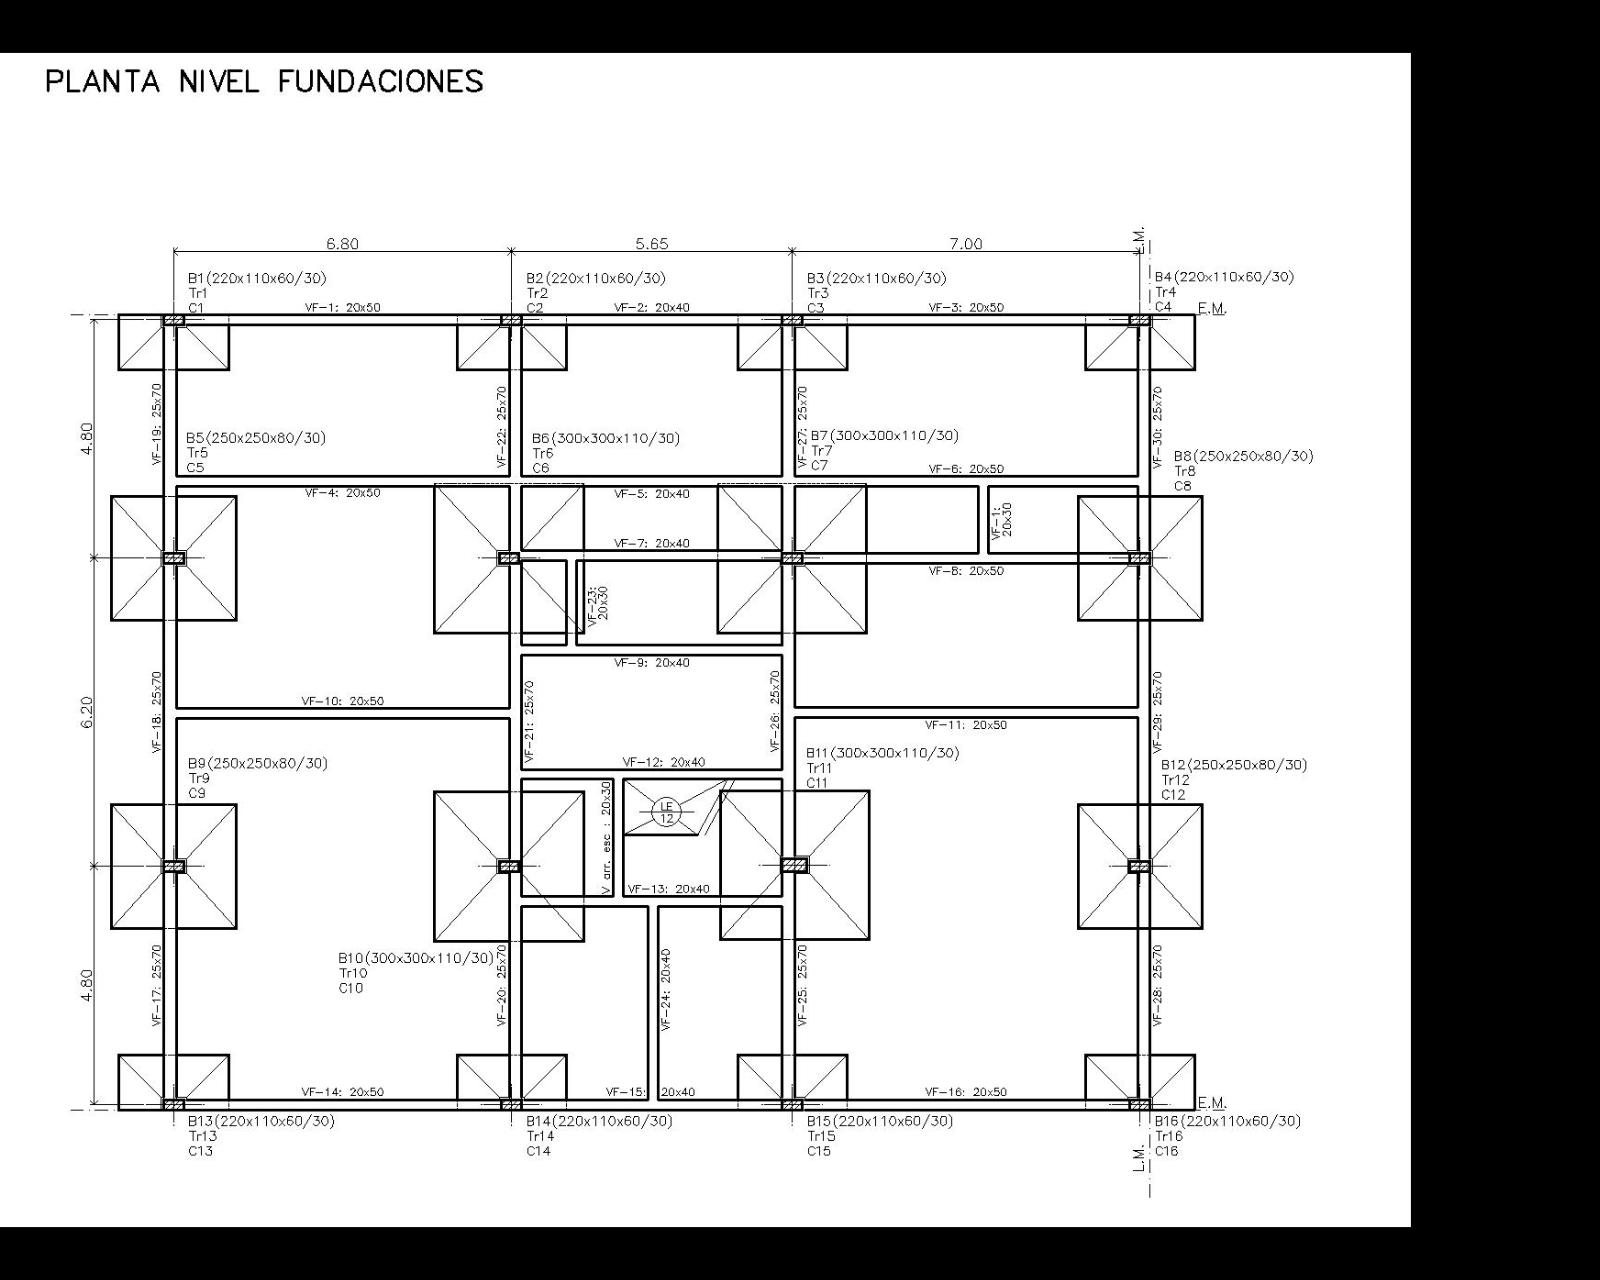 PLANTA NIVEL FUNDACIONES
6.80
5.65
7.00
L.M.
B1(220x110x60/30)
Tr1
C1
B2(220x110x60/30)
Tr2
C2
B3(220x110x60/30)
Tr3
C3
B4(220x110x60/30)
Tr4
C4
E.M.
VF-1: 20x50
VF-2: 20x40
VF-3: 20x50
4.80
VF-19: 25x70
VF-22: 25x70
VF-27: 25x70
VF-30: 25x70
B5(250x250x80/30)
Tr5
C5
B6(300x300x110/30)
Tr6
C6
B7(300x300x110/30)
Tr7
C7
B8(250x250x80/30)
Tr8
C8
VF-6: 20x50
VF-4: 20x50
VF-5: 20x40
VF-1:
20x30
VF-7: 20x40
VF-8: 20x50
VF-23:
20x30
VF-9: 20x40
6.20
VF-18: 25x70
VF-21: 25x70
VF-26: 25x70
VF-29: 25x70
VF-10: 20x50
VF-11: 20x50
VF-12: 20x40
B9(250x250x80/30)
Tr9
C9
B11(300x300x110/30)
Tr11
C11
B12(250x250x80/30)
Tr12
C12
V arr. esc : 20x30
LE
12
VF-13: 20x40
B10(300x300x110/30)
Tr10
C10
4.80
VF-17: 25x70
VF-20: 25x70
VF-24: 20x40
VF-25: 25x70
VF-28: 25x70
VF-14: 20x50
VF-15: 20x40
VF-16: 20x50
E.M.
B13(220x110x60/30)
Tr13
C13
B14(220x110x60/30)
Tr14
C14
B15(220x110x60/30)
Tr15
C15
B16(220x110x60/30)
Tr16
C16
L.M.